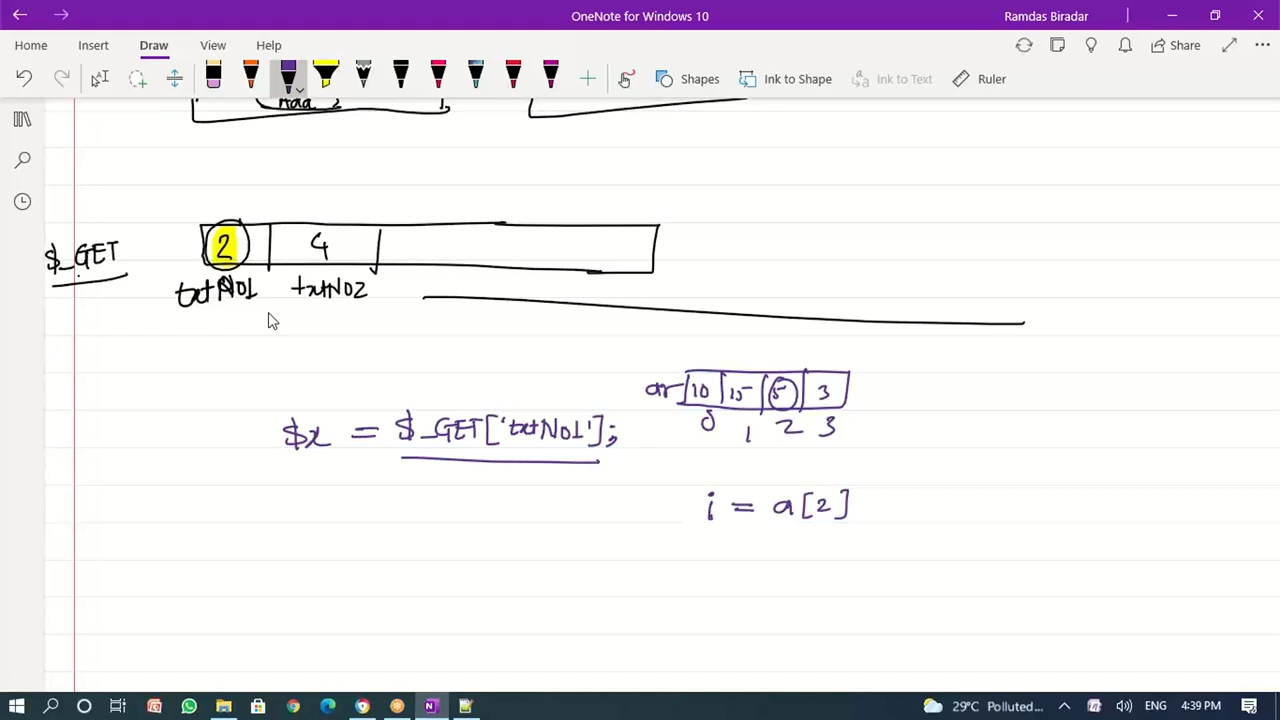 OneNote for Windows 10
Ramdas Biradar
Home Insert Draw View Help
Share
Shapes
Ink to Shape
Ink to Text
Ruler
Add
$_GET
2 4
txtNo1 txtNo2
ar 10 15 5 3
0 1 2 3
$x = $_GET['txtNo1'];
i = a[2]
29°C Polluted...
ENG
4:39 PM